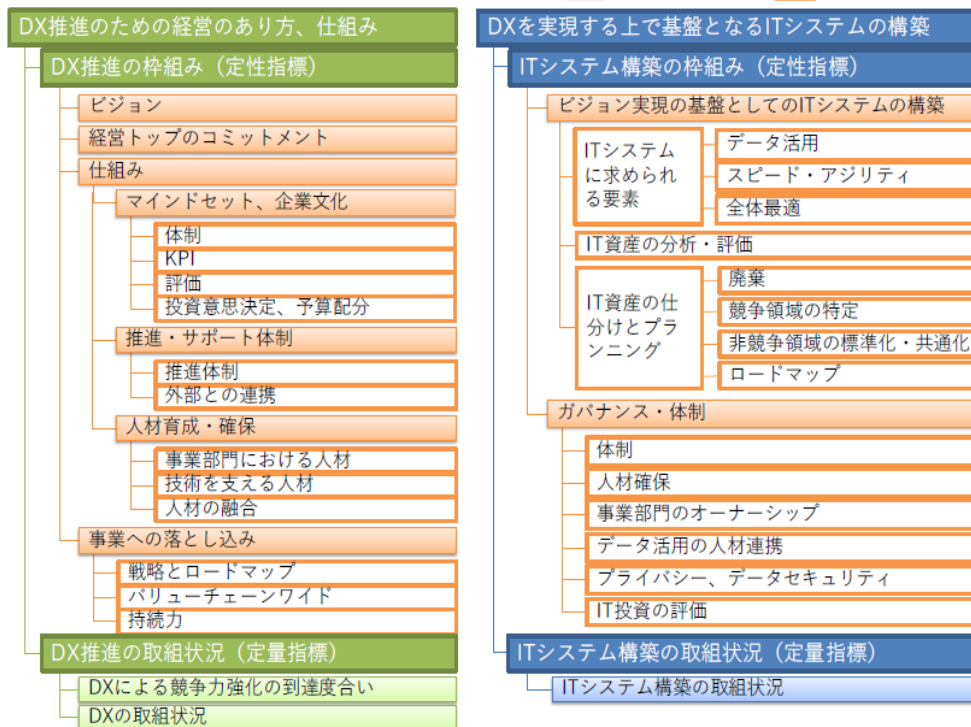 DX推進のための経営のあり方、仕組み
DX推進の枠組み（定性指標）
ビジョン
経営トップのコミットメント
仕組み
マインドセット、企業文化
体制
KPI
評価
投資意思決定、予算配分
推進・サポート体制
推進体制
外部との連携
人材育成・確保
事業部門における人材
技術を支える人材
人材の融合
事業への落とし込み
戦略とロードマップ
バリューチェーンワイド
持続力
DX推進の取組状況（定量指標）
DXによる競争力強化の到達度合い
DXの取組状況
DXを実現する上で基盤となるITシステムの構築
ITシステム構築の枠組み（定性指標）
ビジョン実現の基盤としてのITシステムの構築
ITシステム
に求められ
る要素
データ活用
スピード・アジリティ
全体最適
IT資産の分析・評価
IT資産の仕
分けとプラ
ンニング
廃棄
競争領域の特定
非競争領域の標準化・共通化
ロードマップ
ガバナンス・体制
体制
人材確保
事業部門のオーナーシップ
データ活用の人材連携
プライバシー、データセキュリティ
IT投資の評価
ITシステム構築の取組状況（定量指標）
ITシステム構築の取組状況